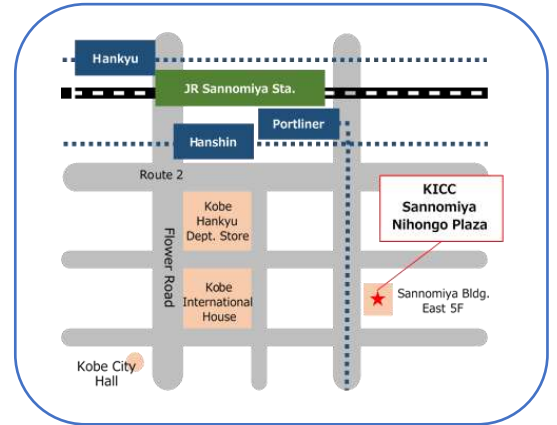 Hankyu
JR Sannomiya Sta.
Portliner
Hanshin
Route 2
KICC
Sannomiya
Nihongo Plaza
Kobe
Hankyu
Dept. Store
Flower Road
Kobe
International
House
Sannomiya Bldg.
East 5F
Kobe City
Hall